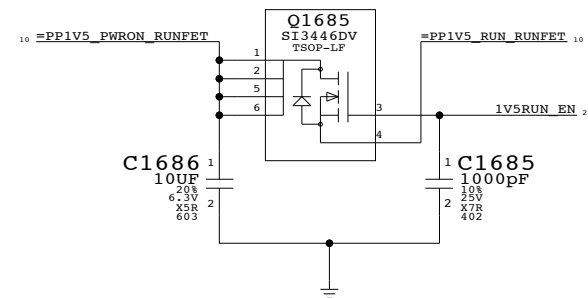 Q1685
SI3446DV
TSOP-LF
10 =PP1V5_PWRON_RUNFET
=PP1V5_RUN_RUNFET 10
1
2
5
6
3
4
1V5RUN_EN 2
C1686 1
10UF
20%
6.3V
X5R
603
2
1 C1685
1000pF
10%
25V
X7R
402
2